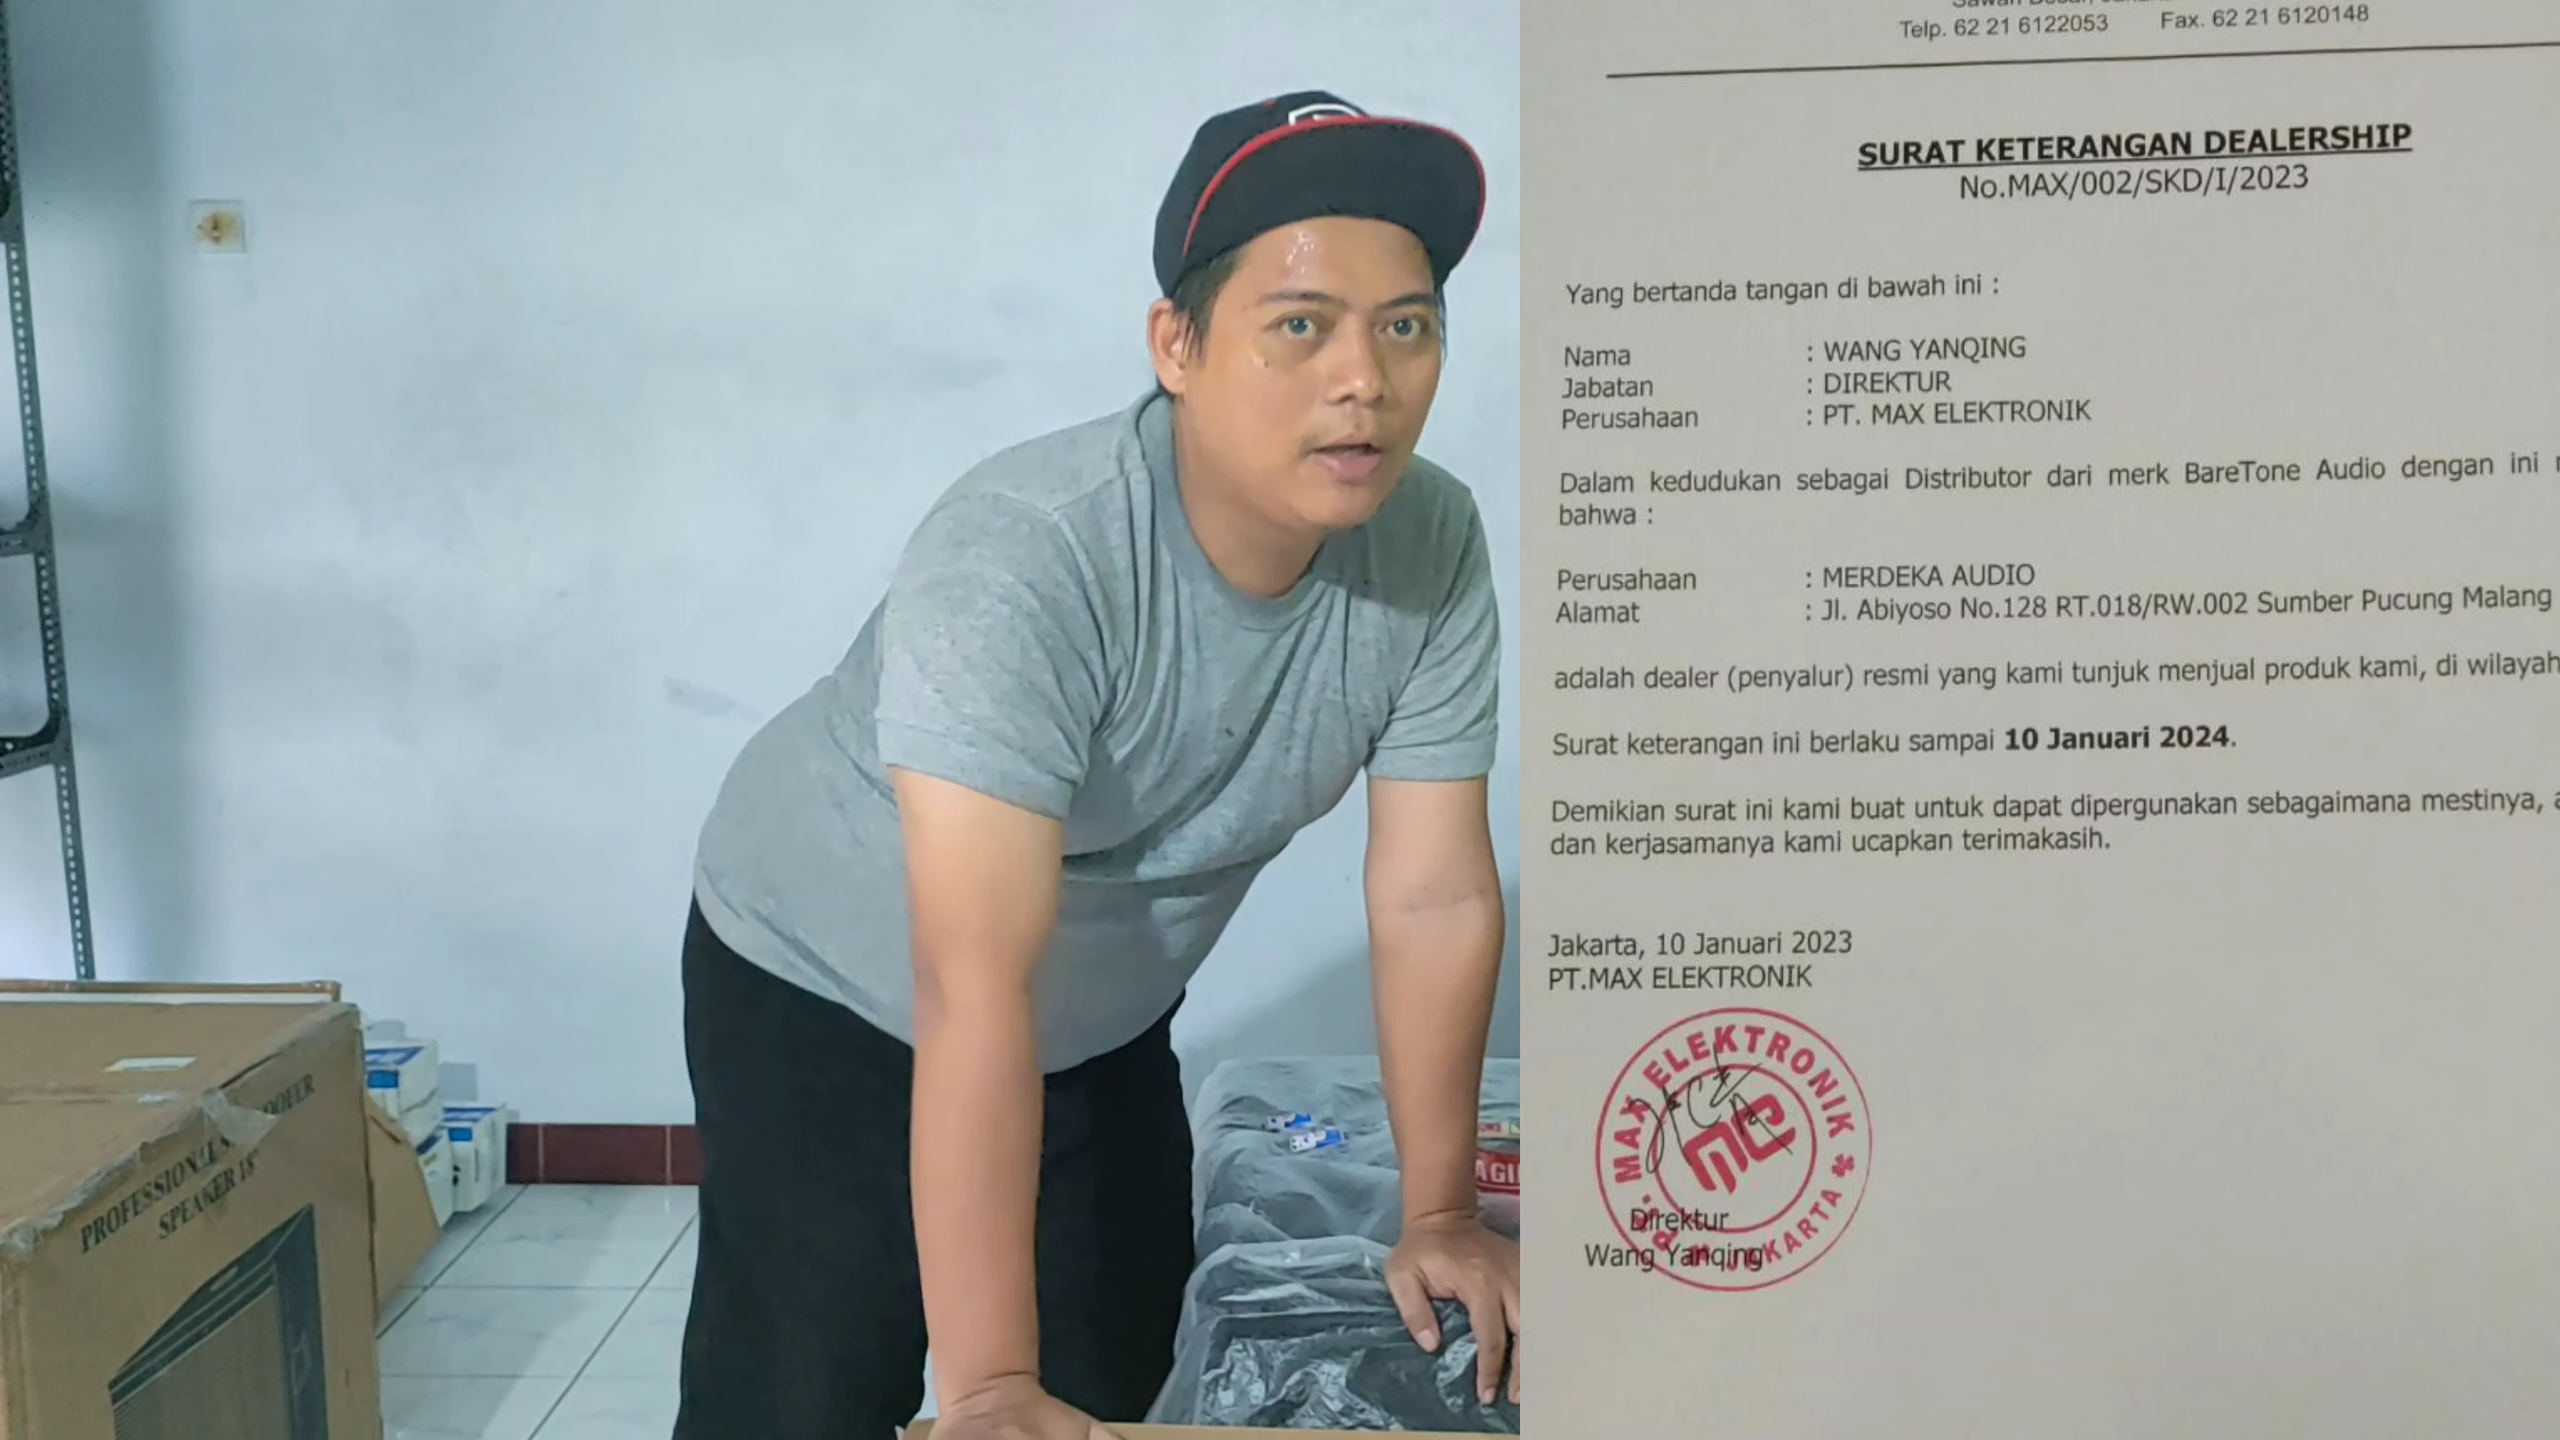 PROFESSIONAL
SPEAKER 18"
Telp. 62 21 6122053 Fax. 62 21 6120148
SURAT KETERANGAN DEALERSHIP
No.MAX/002/SKD/I/2023
Yang bertanda tangan di bawah ini :
Nama : WANG YANQING
Jabatan : DIREKTUR
Perusahaan : PT. MAX ELEKTRONIK
Dalam kedudukan sebagai Distributor dari merk BareTone Audio dengan ini
bahwa :
Perusahaan : MERDEKA AUDIO
Alamat : Jl. Abiyoso No.128 RT.018/RW.002 Sumber Pucung Malang
adalah dealer (penyalur) resmi yang kami tunjuk menjual produk kami, di wilayah
Surat keterangan ini berlaku sampai 10 Januari 2024.
Demikian surat ini kami buat untuk dapat dipergunakan sebagaimana mestinya,
dan kerjasamanya kami ucapkan terimakasih.
Jakarta, 10 Januari 2023
PT.MAX ELEKTRONIK
MAX ELEKTRONIK
JAKARTA
Direktur
Wang Yanqing